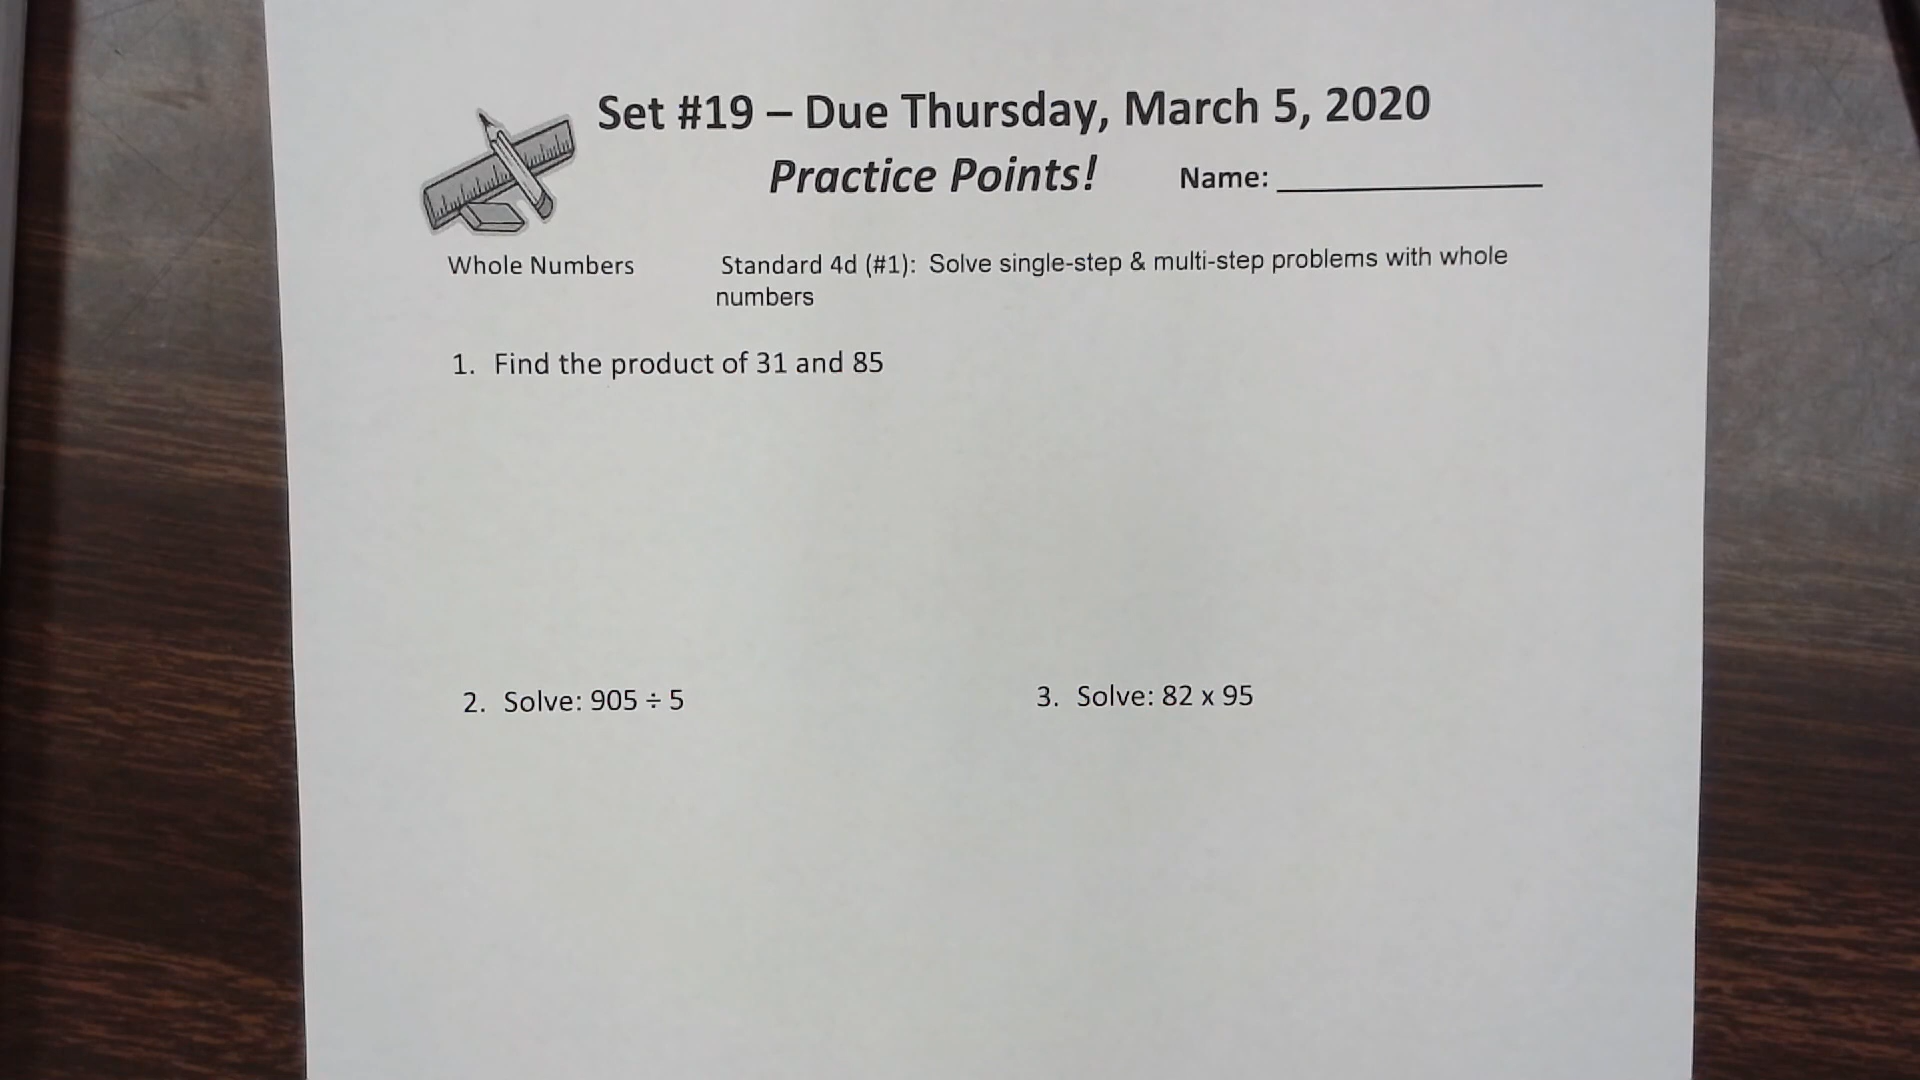 Set #19 – Due Thursday, March 5, 2020
Practice Points! Name: ________________
Whole Numbers Standard 4d (#1): Solve single-step & multi-step problems with whole
numbers
1. Find the product of 31 and 85
2. Solve: 905 ÷ 5 3. Solve: 82 x 95